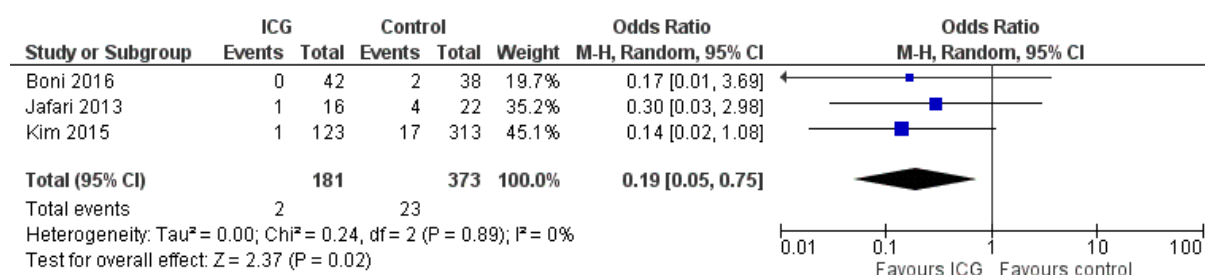 ICG Control Odds Ratio Odds Ratio
Study or Subgroup Events Total Events Total Weight M-H, Random, 95% CI M-H, Random, 95% CI
Boni 2016 0 42 2 38 19.7% 0.17 [0.01, 3.69]
Jafari 2013 1 16 4 22 35.2% 0.30 [0.03, 2.98]
Kim 2015 1 123 17 313 45.1% 0.14 [0.02, 1.08]
Total (95% CI) 181 373 100.0% 0.19 [0.05, 0.75]
Total events 2 23
Heterogeneity: Tau² = 0.00; Chi² = 0.24, df = 2 (P = 0.89); I² = 0%
Test for overall effect: Z = 2.37 (P = 0.02)
0.01 0.1 1 10 100
Favours ICG Favours control